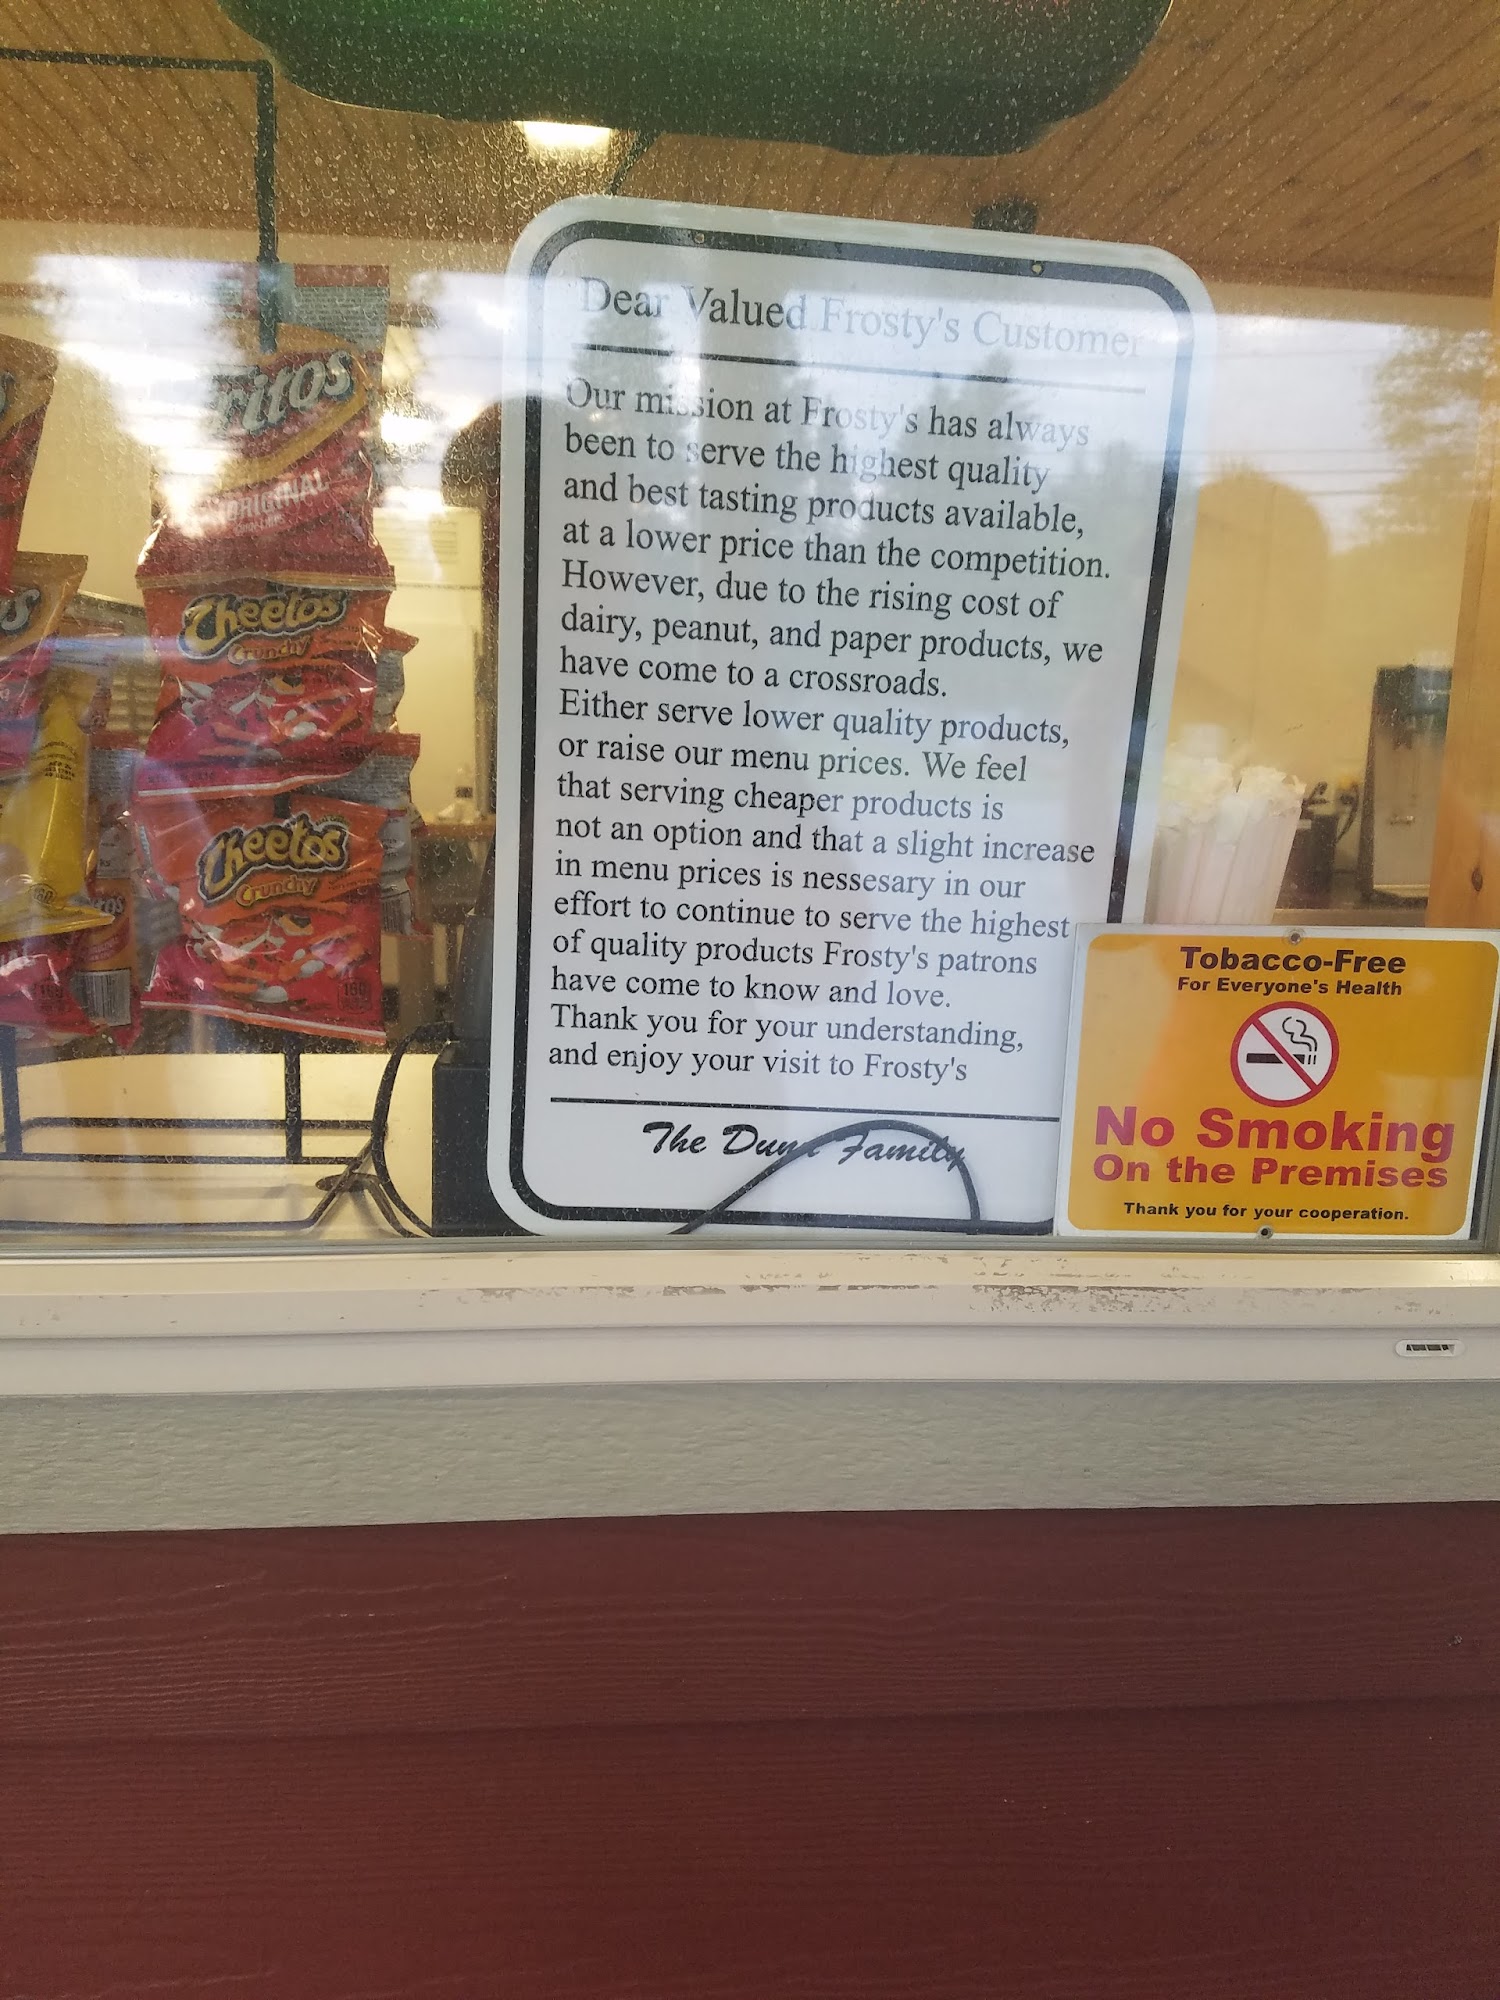 Dear Valued Frosty's Customer
Our mission at Frosty's has always
been to serve the highest quality
and best tasting products available,
at a lower price than the competition.
However, due to the rising cost of
dairy, peanut, and paper products, we
have come to a crossroads.
Either serve lower quality products,
or raise our menu prices. We feel
that serving cheaper products is
not an option and that a slight increase
in menu prices is nessesary in our
effort to continue to serve the highest
of quality products Frosty's patrons
have come to know and love.
Thank you for your understanding,
and enjoy your visit to Frosty's
The Dunn Family
Tobacco-Free
For Everyone's Health
No Smoking
On the Premises
Thank you for your cooperation.
Fritos
ORIGINAL
Cheetos
Crunchy
Cheetos
Crunchy
160